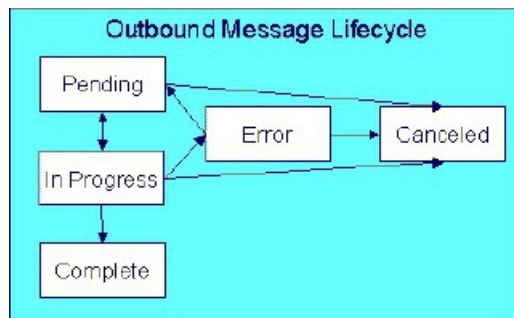 Outbound Message Lifecycle
Pending
Error
Canceled
In Progress
Complete